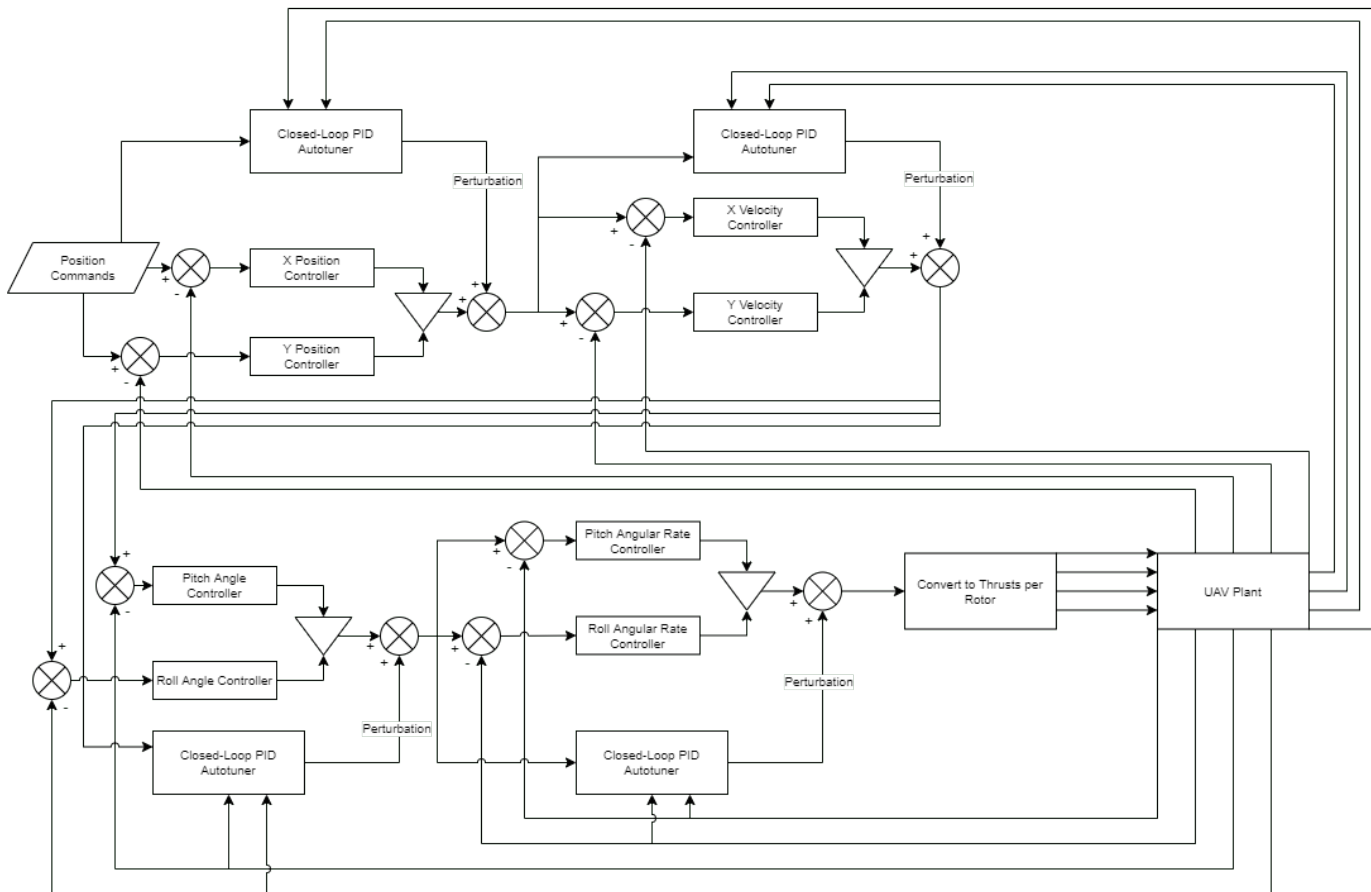 Closed-Loop PID
Autotuner
Closed-Loop PID
Autotuner
Perturbation
Perturbation
X Velocity
Controller
+
-
+
Position
Commands
+
-
X Position
Controller
+
+
+
Y Velocity
Controller
+
-
Y Position
Controller
+
-
Pitch Angular Rate
Controller
+
-
+
-
Pitch Angle
Controller
Convert to Thrusts per
Rotor
UAV Plant
+
+
+
+
+
-
Roll Angular Rate
Controller
+
-
Roll Angle Controller
Perturbation
Perturbation
Closed-Loop PID
Autotuner
Closed-Loop PID
Autotuner